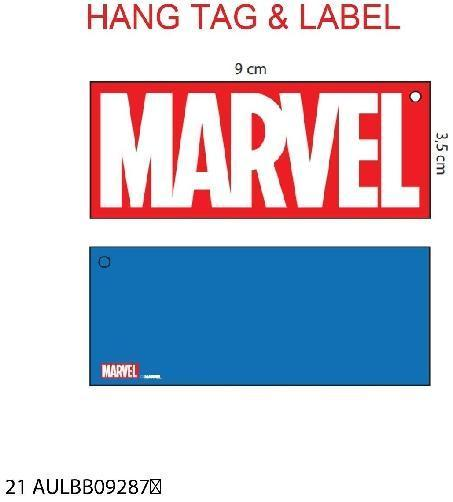 HANG TAG & LABEL
9 cm
MARVEL
3,5 cm
MARVEL
21 AULBB09287